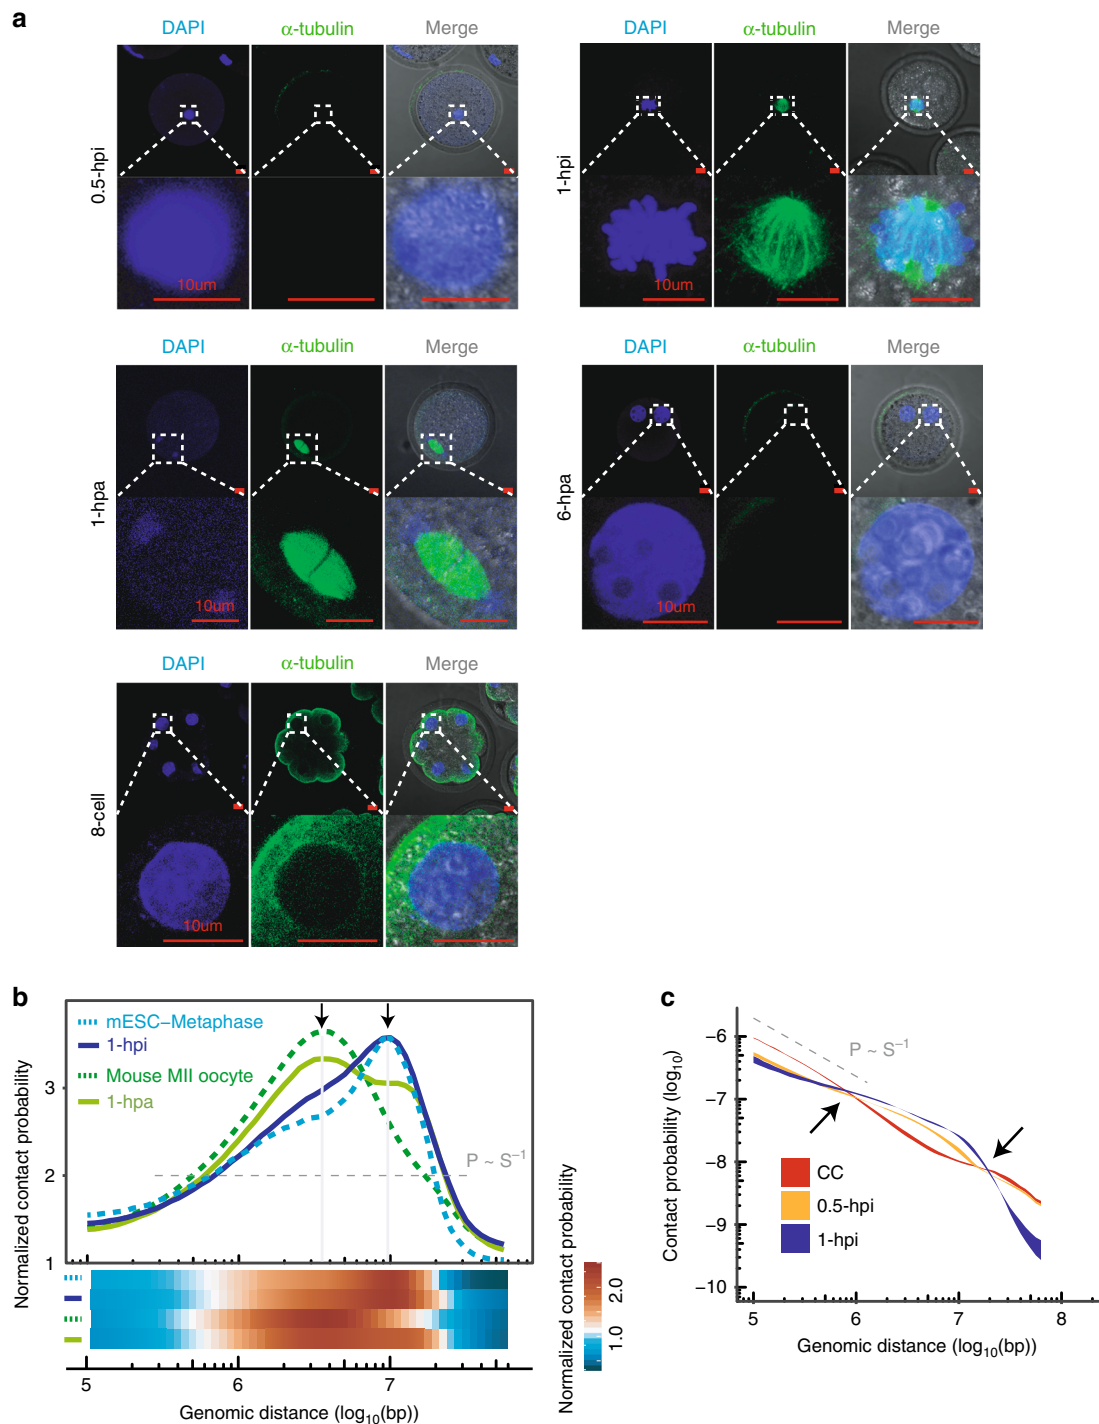 a
DAPI α-tubulin Merge
0.5-hpi
10um
DAPI α-tubulin Merge
1-hpi
10um
DAPI α-tubulin Merge
1-hpa
10um
DAPI α-tubulin Merge
6-hpa
10um
DAPI α-tubulin Merge
8-cell
10um
b
mESC–Metaphase
1-hpi
Mouse MII oocyte
1-hpa
P ~ S⁻¹
Normalized contact probability
3
2
1
Normalized contact probability
1.0 2.0
5 6 7
Genomic distance (log₁₀(bp))
c
P ~ S⁻¹
Contact probability (log₁₀)
−6
−7
−8
−9
−10
CC
0.5-hpi
1-hpi
5 6 7 8
Genomic distance (log₁₀(bp))